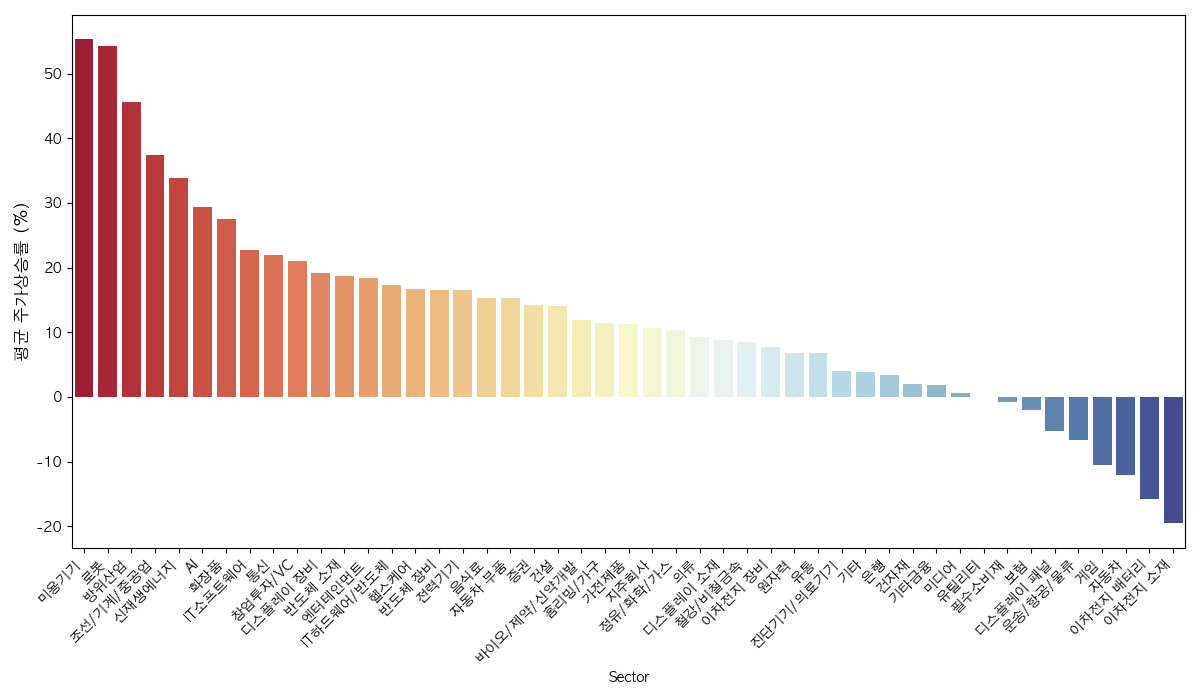 평균 주가상승률 (%)
50
40
30
20
10
0
-10
-20
미용기기
로봇
방위산업
조선/기계/중공업
신재생에너지
AI
화장품
IT소프트웨어
통신
창업투자/VC
디스플레이 장비
반도체 소재
엔터테인먼트
IT하드웨어/반도체
헬스케어
반도체 장비
전력기기
음식료
자동차 부품
증권
건설
바이오/제약/신약개발
홈리빙/가구
가전제품
지주회사
정유/화학/가스
의류
디스플레이 소재
철강/비철금속
이차전지 장비
원자력
유통
진단기기/의료기기
기타
은행
건자재
기타금융
미디어
유틸리티
필수소비재
보험
디스플레이 패널
운송/항공/물류
게임
자동차
이차전지 배터리
이차전지 소재
Sector